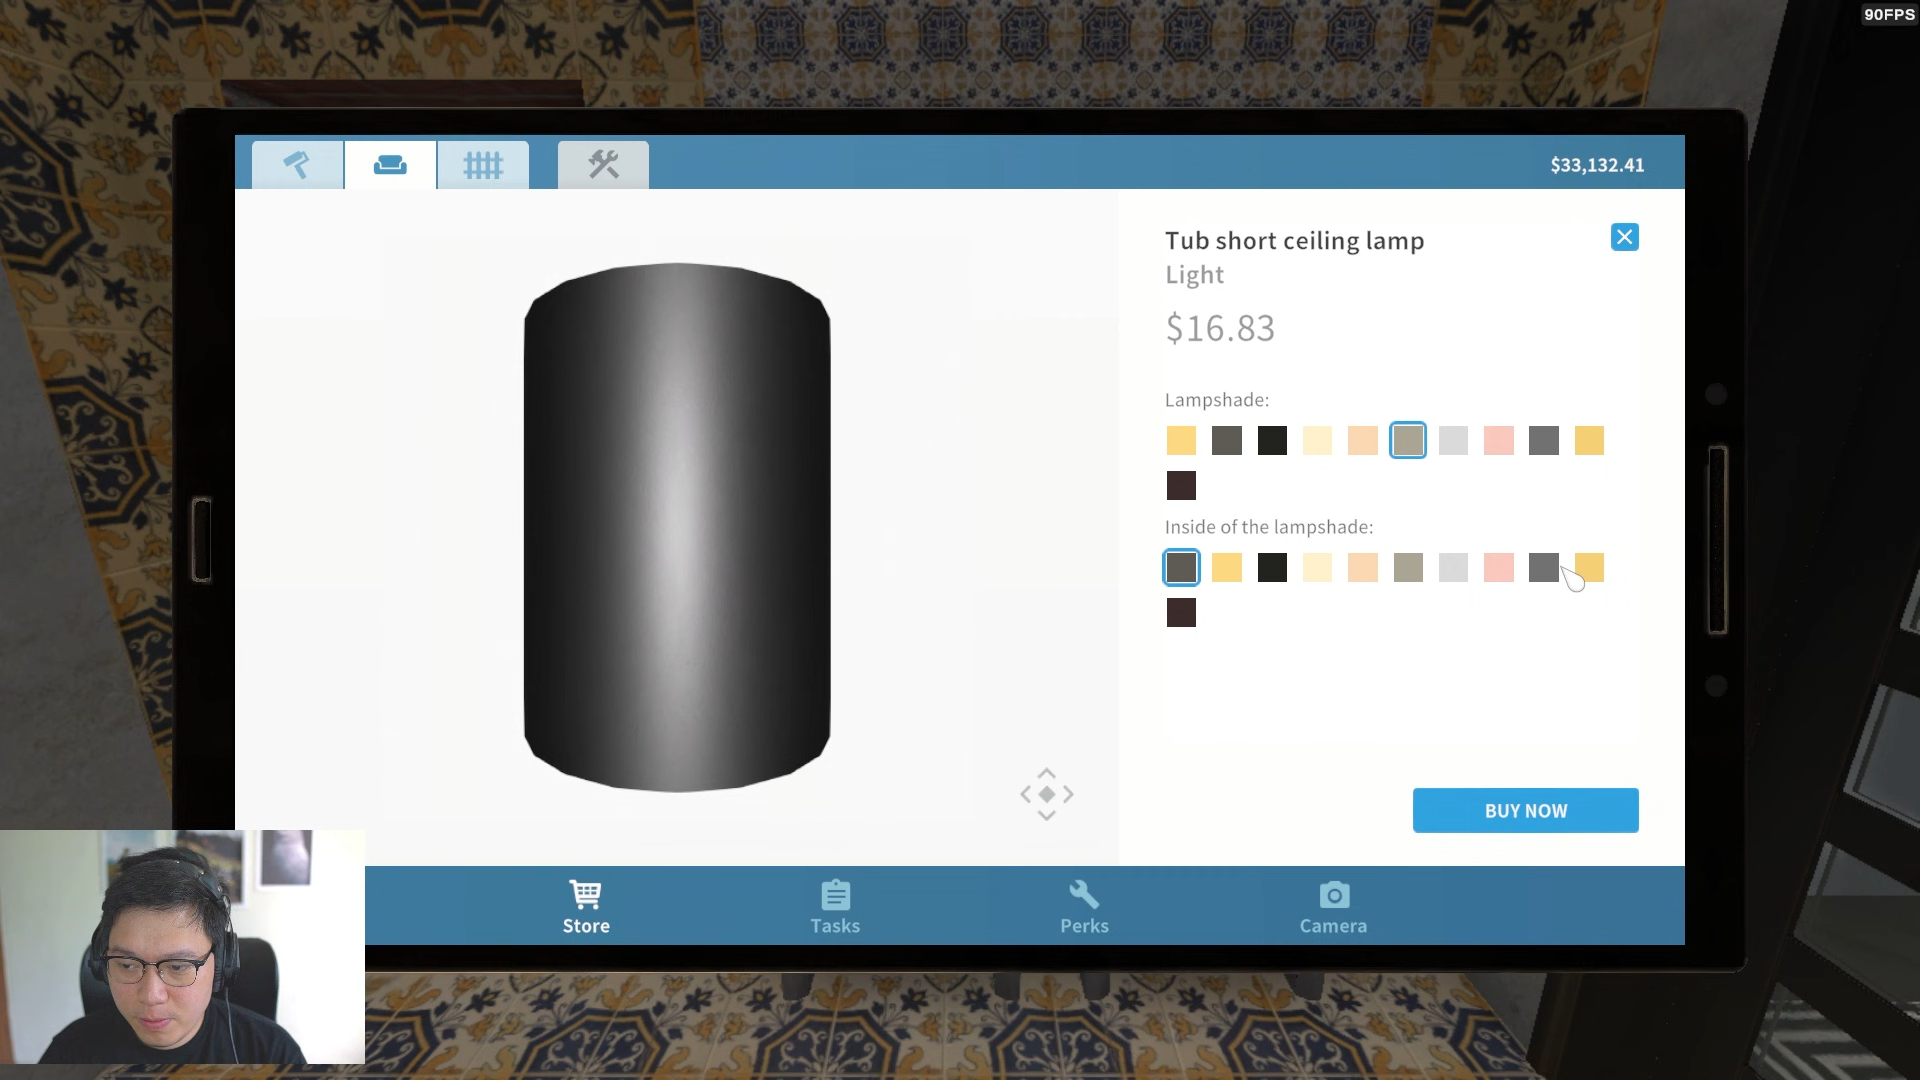 90FPS
$33,132.41
Tub short ceiling lamp
Light
$16.83
Lampshade:
Inside of the lampshade:
BUY NOW
Store
Tasks
Perks
Camera